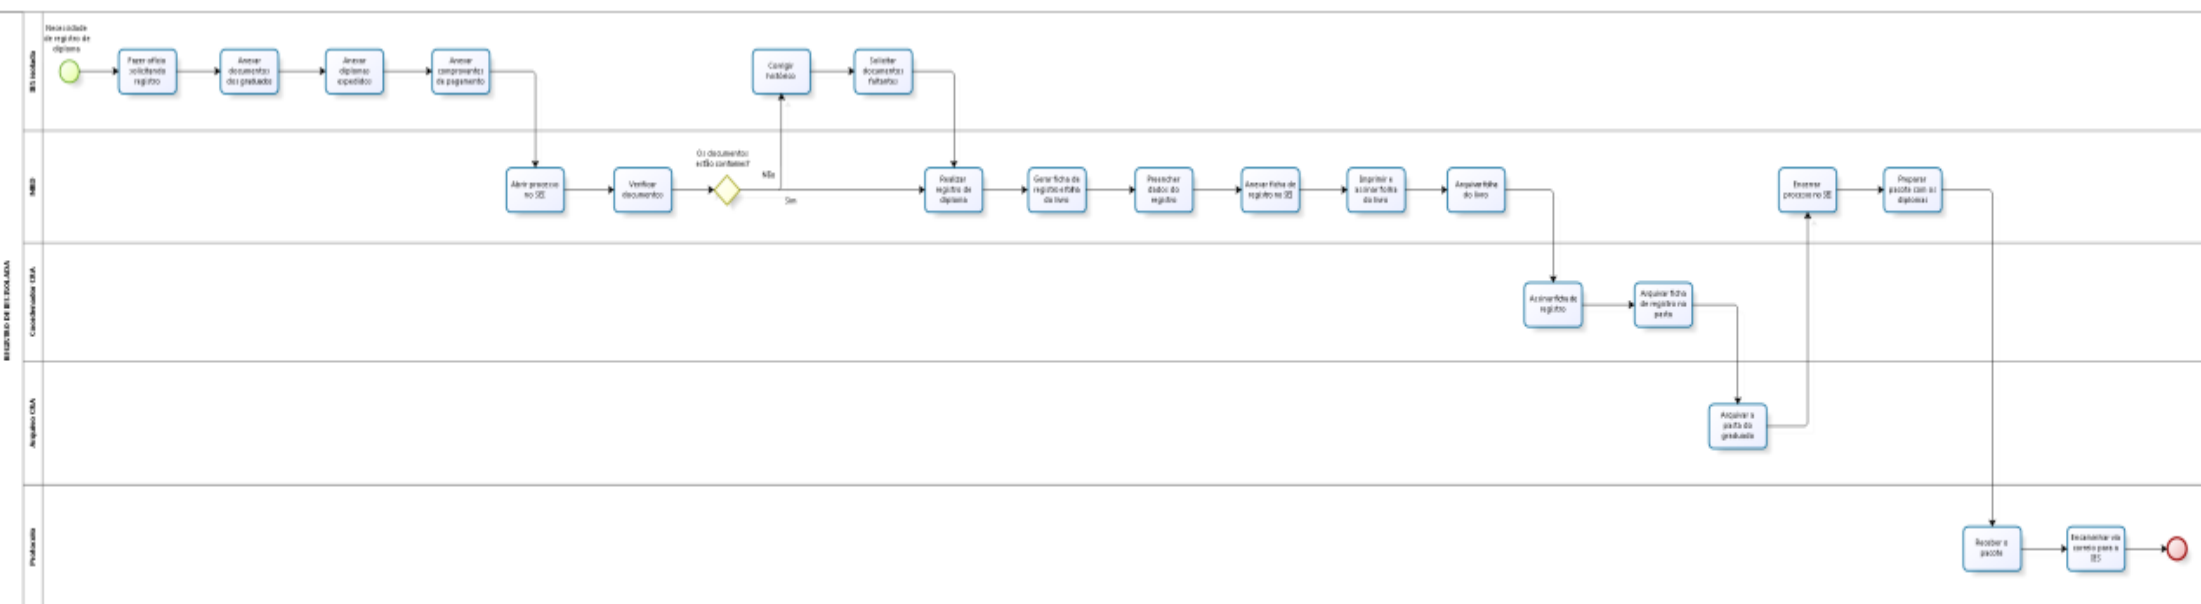 Necessidade
de registro de
diploma
Fazer ofício
solicitando
registro
Anexar
documentos
dos graduados
Anexar
diplomas
expedidos
Anexar
comprovantes
de pagamento
Corrigir
histórico
Solicitar
documentos
faltantes
IES Isolada
Abrir processo
no SEI
Verificar
documentos
Os documentos
estão conformes?
Não
Sim
Realizar
registro de
diploma
Gerar ficha de
registro e folha
do livro
Preencher
dados do
registro
Anexar ficha de
registro no SEI
Imprimir e
assinar folha
do livro
Arquivar folha
do livro
Encerrar
processo no SEI
Preparar
pacote com os
diplomas
REGISTRO DE IES ISOLADA
Coordenador CRA
Assinar ficha de
registro
Arquivar ficha
de registro na
pasta
Arquivo CRA
Arquivar a
pasta do
graduado
Protocolo
Receber o
pacote
Encaminhar via
correio para a
IES